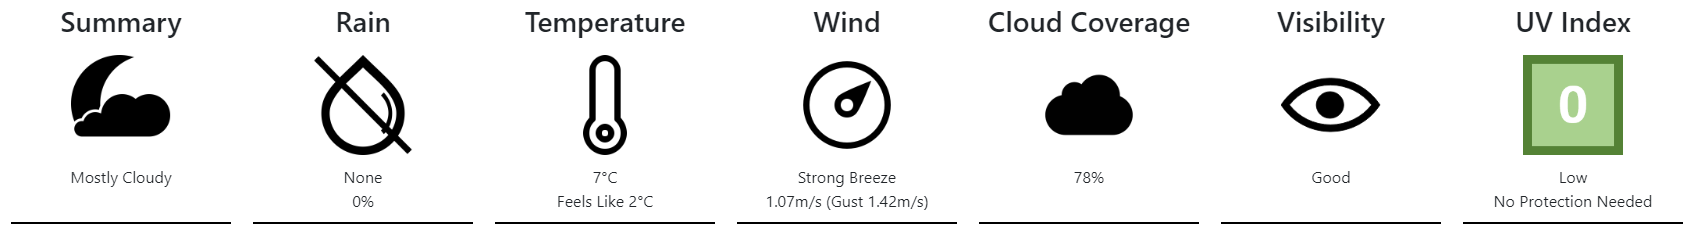 Summary
Mostly Cloudy
Rain
None
0%
Temperature
7°C
Feels Like 2°C
Wind
Strong Breeze
1.07m/s (Gust 1.42m/s)
Cloud Coverage
78%
Visibility
Good
UV Index
0
Low
No Protection Needed